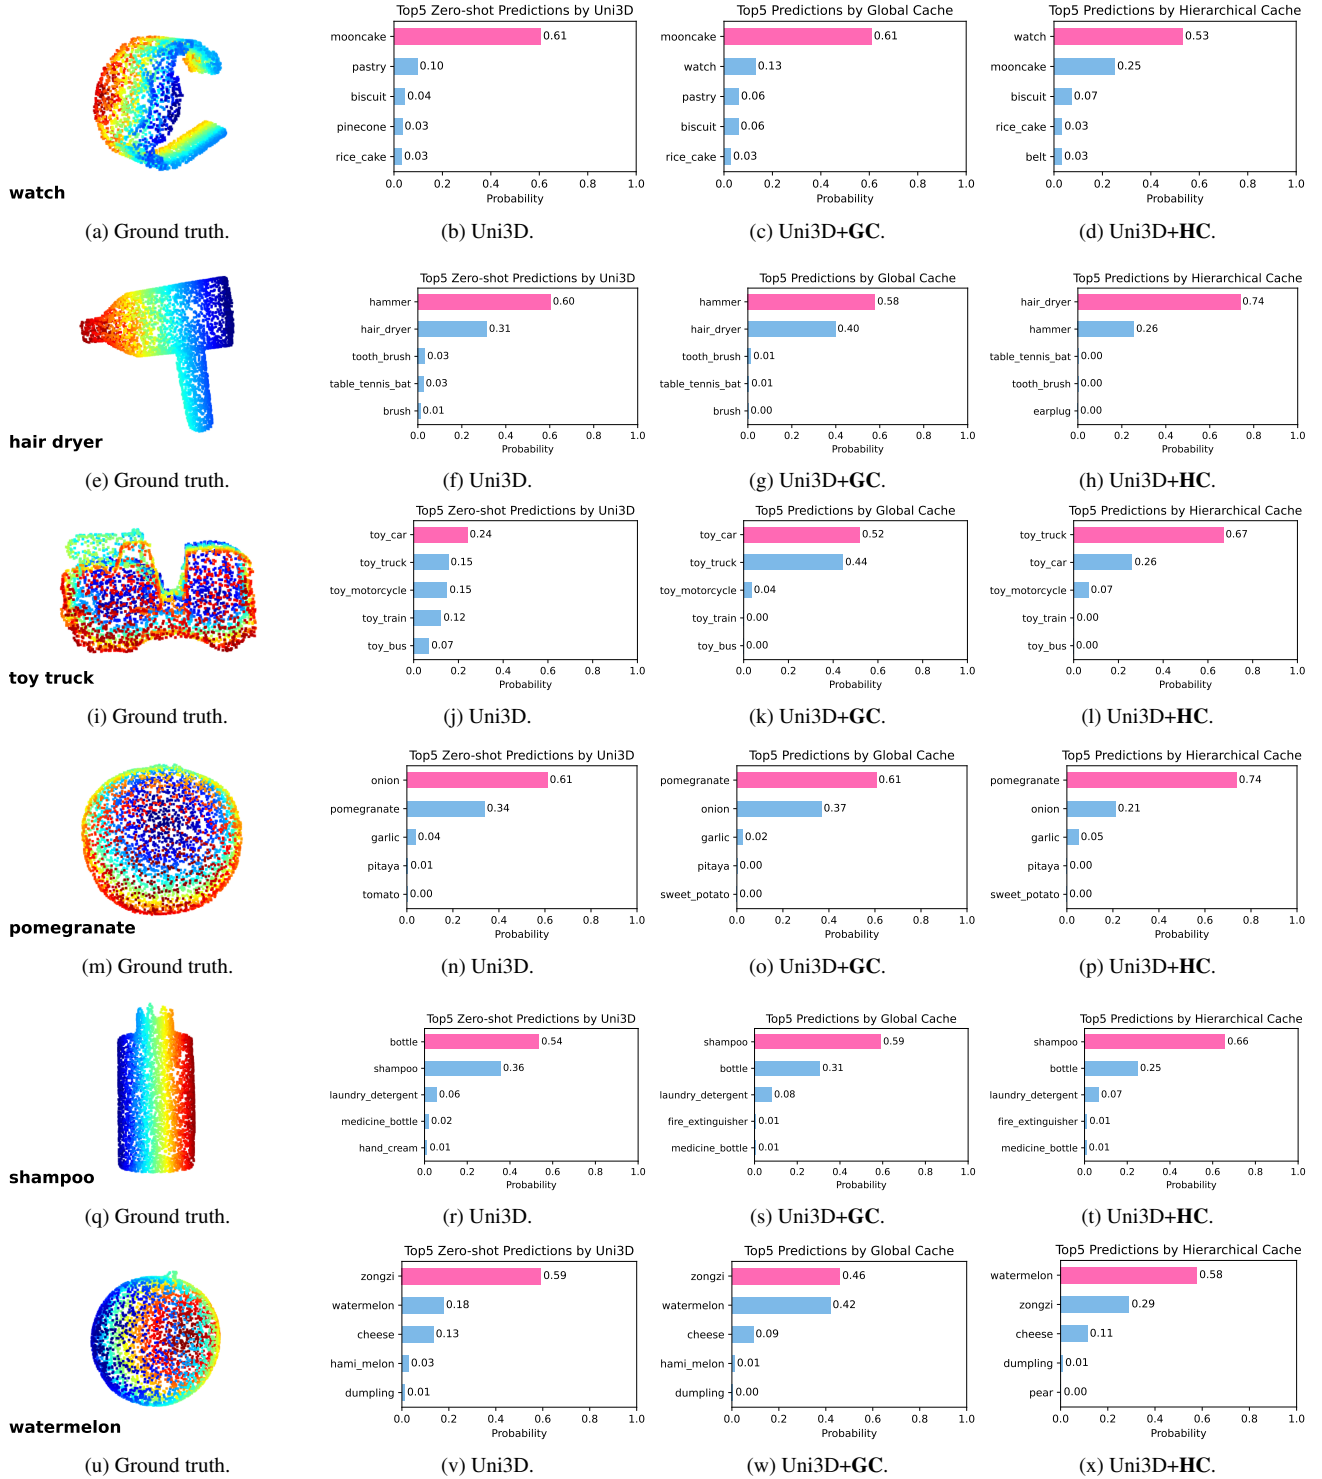 watch
(a) Ground truth.
Top5 Zero-shot Predictions by Uni3D
mooncake 0.61
pastry 0.10
biscuit 0.04
pinecone 0.03
rice_cake 0.03
0.0 0.2 0.4 0.6 0.8 1.0
Probability
(b) Uni3D.
Top5 Predictions by Global Cache
mooncake 0.61
watch 0.13
pastry 0.06
biscuit 0.06
rice_cake 0.03
0.0 0.2 0.4 0.6 0.8 1.0
Probability
(c) Uni3D+GC.
Top5 Predictions by Hierarchical Cache
watch 0.53
mooncake 0.25
biscuit 0.07
rice_cake 0.03
belt 0.03
0.0 0.2 0.4 0.6 0.8 1.0
Probability
(d) Uni3D+HC.
hair dryer
(e) Ground truth.
Top5 Zero-shot Predictions by Uni3D
hammer 0.60
hair_dryer 0.31
tooth_brush 0.03
table_tennis_bat 0.03
brush 0.01
0.0 0.2 0.4 0.6 0.8 1.0
Probability
(f) Uni3D.
Top5 Predictions by Global Cache
hammer 0.58
hair_dryer 0.40
tooth_brush 0.01
table_tennis_bat 0.01
brush 0.00
0.0 0.2 0.4 0.6 0.8 1.0
Probability
(g) Uni3D+GC.
Top5 Predictions by Hierarchical Cache
hair_dryer 0.74
hammer 0.26
table_tennis_bat 0.00
tooth_brush 0.00
earplug 0.00
0.0 0.2 0.4 0.6 0.8 1.0
Probability
(h) Uni3D+HC.
toy truck
(i) Ground truth.
Top5 Zero-shot Predictions by Uni3D
toy_car 0.24
toy_truck 0.15
toy_motorcycle 0.15
toy_train 0.12
toy_bus 0.07
0.0 0.2 0.4 0.6 0.8 1.0
Probability
(j) Uni3D.
Top5 Predictions by Global Cache
toy_car 0.52
toy_truck 0.44
toy_motorcycle 0.04
toy_train 0.00
toy_bus 0.00
0.0 0.2 0.4 0.6 0.8 1.0
Probability
(k) Uni3D+GC.
Top5 Predictions by Hierarchical Cache
toy_truck 0.67
toy_car 0.26
toy_motorcycle 0.07
toy_train 0.00
toy_bus 0.00
0.0 0.2 0.4 0.6 0.8 1.0
Probability
(l) Uni3D+HC.
pomegranate
(m) Ground truth.
Top5 Zero-shot Predictions by Uni3D
onion 0.61
pomegranate 0.34
garlic 0.04
pitaya 0.01
tomato 0.00
0.0 0.2 0.4 0.6 0.8 1.0
Probability
(n) Uni3D.
Top5 Predictions by Global Cache
pomegranate 0.61
onion 0.37
garlic 0.02
pitaya 0.00
sweet_potato 0.00
0.0 0.2 0.4 0.6 0.8 1.0
Probability
(o) Uni3D+GC.
Top5 Predictions by Hierarchical Cache
pomegranate 0.74
onion 0.21
garlic 0.05
pitaya 0.00
sweet_potato 0.00
0.0 0.2 0.4 0.6 0.8 1.0
Probability
(p) Uni3D+HC.
shampoo
(q) Ground truth.
Top5 Zero-shot Predictions by Uni3D
bottle 0.54
shampoo 0.36
laundry_detergent 0.06
medicine_bottle 0.02
hand_cream 0.01
0.0 0.2 0.4 0.6 0.8 1.0
Probability
(r) Uni3D.
Top5 Predictions by Global Cache
shampoo 0.59
bottle 0.31
laundry_detergent 0.08
fire_extinguisher 0.01
medicine_bottle 0.01
0.0 0.2 0.4 0.6 0.8 1.0
Probability
(s) Uni3D+GC.
Top5 Predictions by Hierarchical Cache
shampoo 0.66
bottle 0.25
laundry_detergent 0.07
fire_extinguisher 0.01
medicine_bottle 0.01
0.0 0.2 0.4 0.6 0.8 1.0
Probability
(t) Uni3D+HC.
watermelon
(u) Ground truth.
Top5 Zero-shot Predictions by Uni3D
zongzi 0.59
watermelon 0.18
cheese 0.13
hami_melon 0.03
dumpling 0.01
0.0 0.2 0.4 0.6 0.8 1.0
Probability
(v) Uni3D.
Top5 Predictions by Global Cache
zongzi 0.46
watermelon 0.42
cheese 0.09
hami_melon 0.01
dumpling 0.00
0.0 0.2 0.4 0.6 0.8 1.0
Probability
(w) Uni3D+GC.
Top5 Predictions by Hierarchical Cache
watermelon 0.58
zongzi 0.29
cheese 0.11
dumpling 0.01
pear 0.00
0.0 0.2 0.4 0.6 0.8 1.0
Probability
(x) Uni3D+HC.